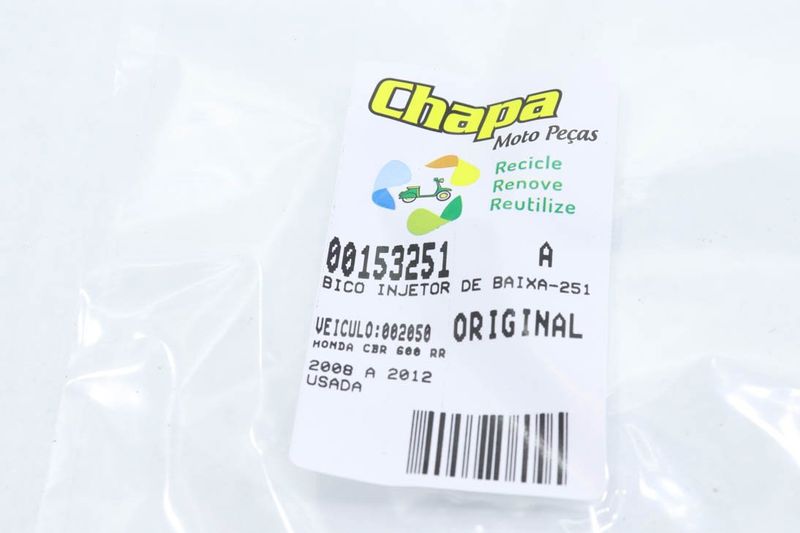 Chapa
Moto Peças
Recicle
Renove
Reutilize
00153251 A
BICO INJETOR DE BAIXA-251
VEICULO:002050 ORIGINAL
HONDA CBR 600 RR
2008 A 2012
USADA